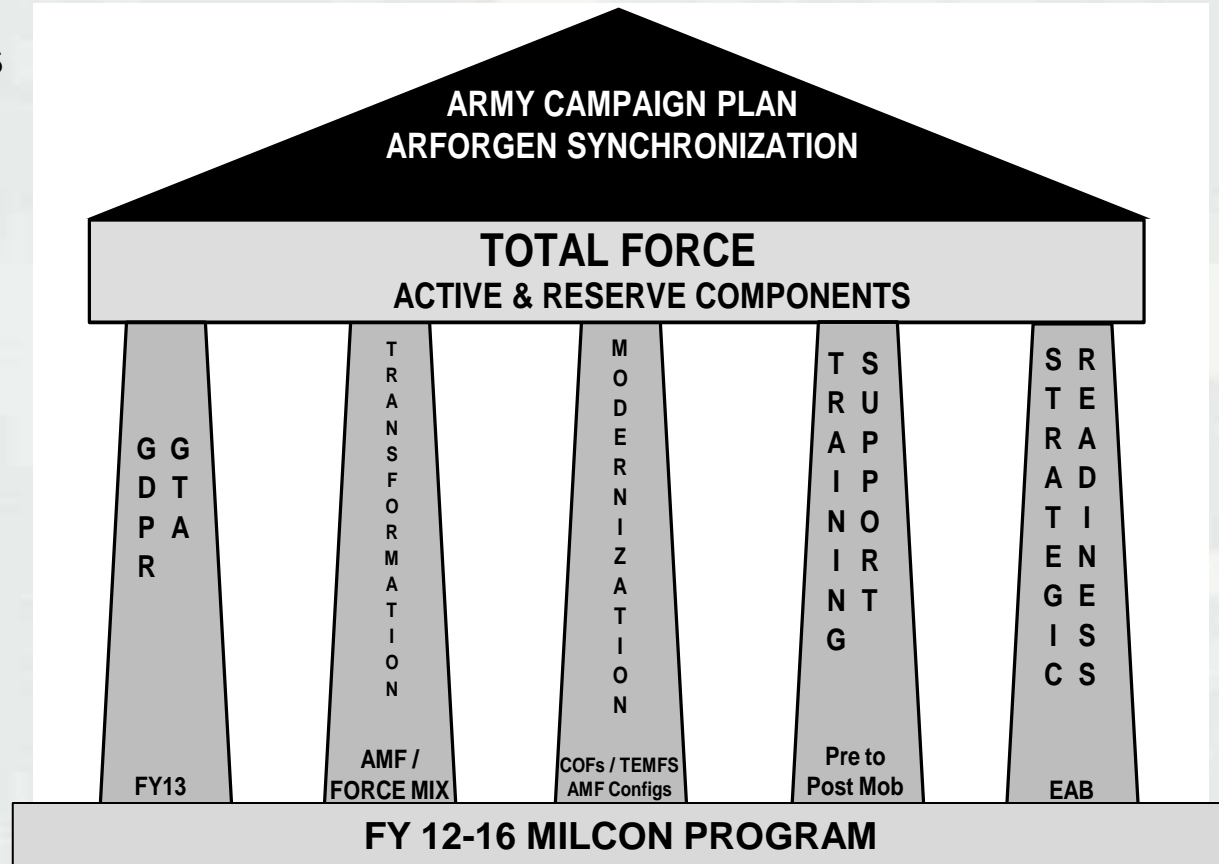 S
ARMY CAMPAIGN PLAN
ARFORGEN SYNCHRONIZATION
TOTAL FORCE
ACTIVE & RESERVE COMPONENTS
GDPR
GTA
FY13
TRANSFORMATION
AMF /
FORCE MIX
MODERNIZATION
COFs / TEMFS
AMF Configs
TRAINING
SUPPORT
Pre to
Post Mob
STRATEGIC
READINESS
EAB
FY 12-16 MILCON PROGRAM